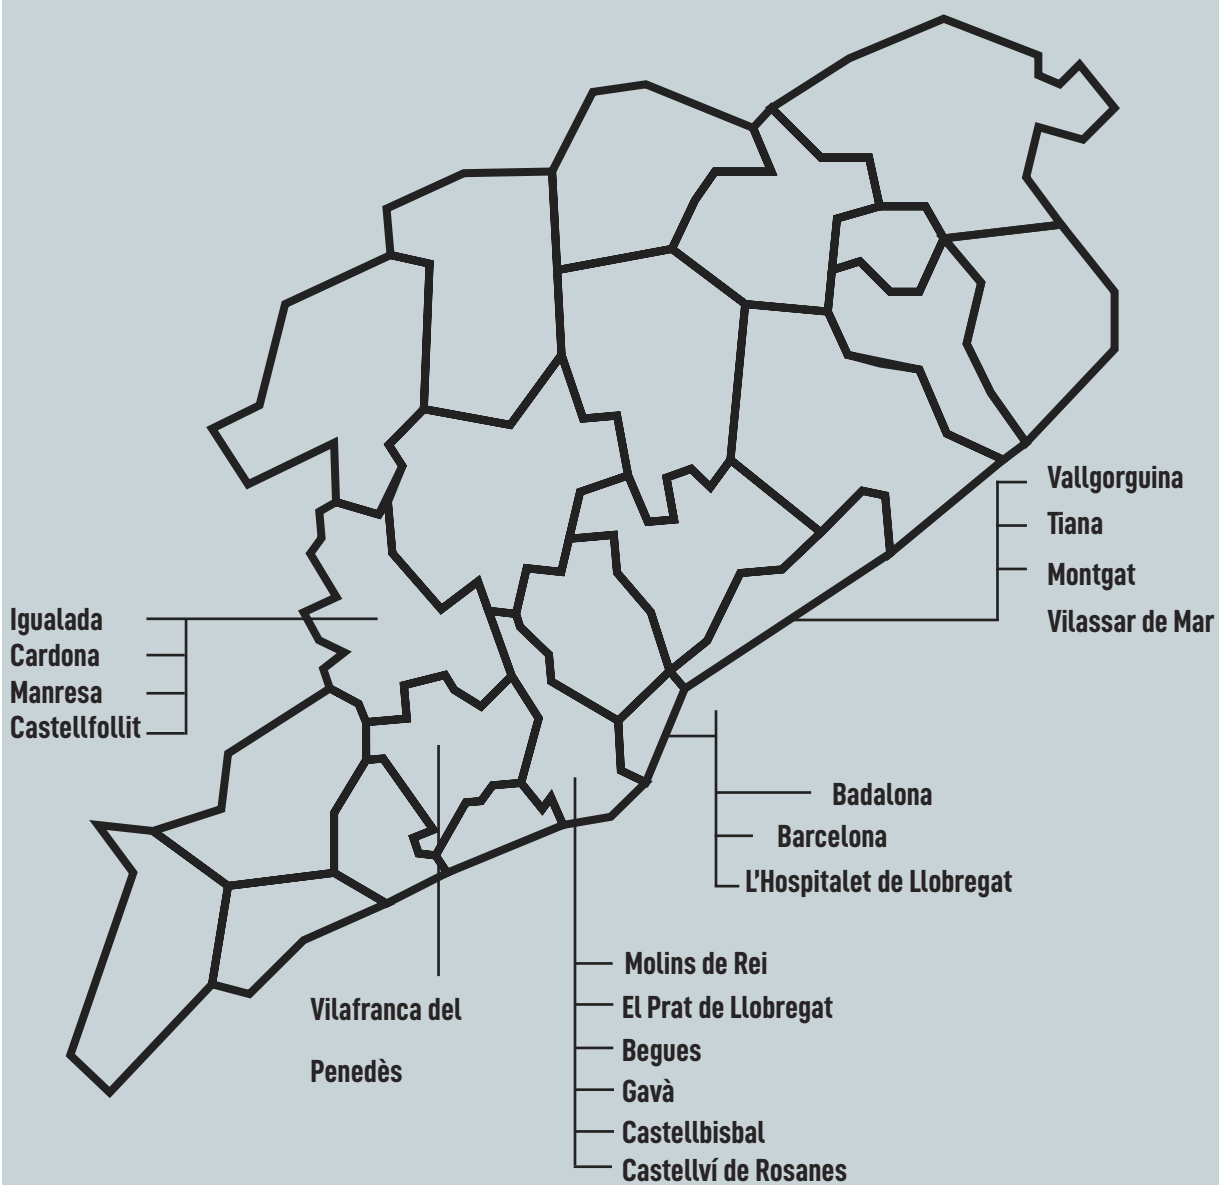 Vallgorguina
Tiana
Montgat
Vilassar de Mar
Igualada
Cardona
Manresa
Castellfollit
Badalona
Barcelona
L'Hospitalet de Llobregat
Molins de Rei
El Prat de Llobregat
Begues
Gavà
Castellbisbal
Castellví de Rosanes
Vilafranca del
Penedès